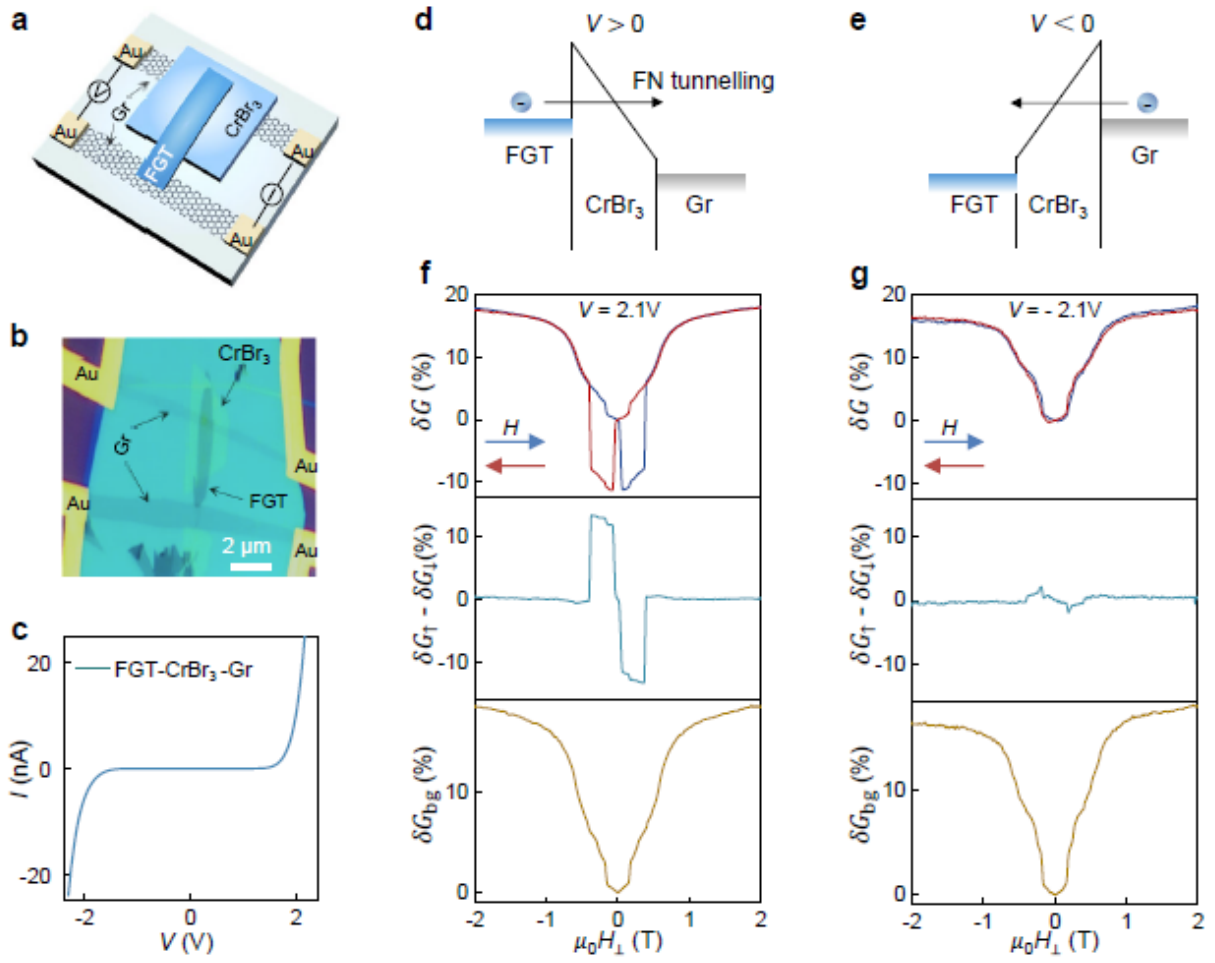 a
Au
V
Gr
CrBr₃
Au
FGT
I
Au
Au
b
CrBr₃
Au
Gr
Au
FGT
Au
2 μm
Au
c
20
FGT-CrBr₃-Gr
I (nA)
0
-20
-2 0 2
V (V)
d
V > 0
FN tunnelling
-
FGT
CrBr₃
Gr
e
V < 0
-
Gr
FGT
CrBr₃
f
20
V = 2.1V
10
δG (%)
0
H
-10
10
δG↑ - δG↓(%)
0
-10
10
δG_bg (%)
0
-2 -1 0 1 2
μ₀H⊥ (T)
g
20
V = - 2.1V
10
δG (%)
0
H
-10
10
δG↑ - δG↓(%)
0
-10
10
δG_bg (%)
0
-2 -1 0 1 2
μ₀H⊥ (T)